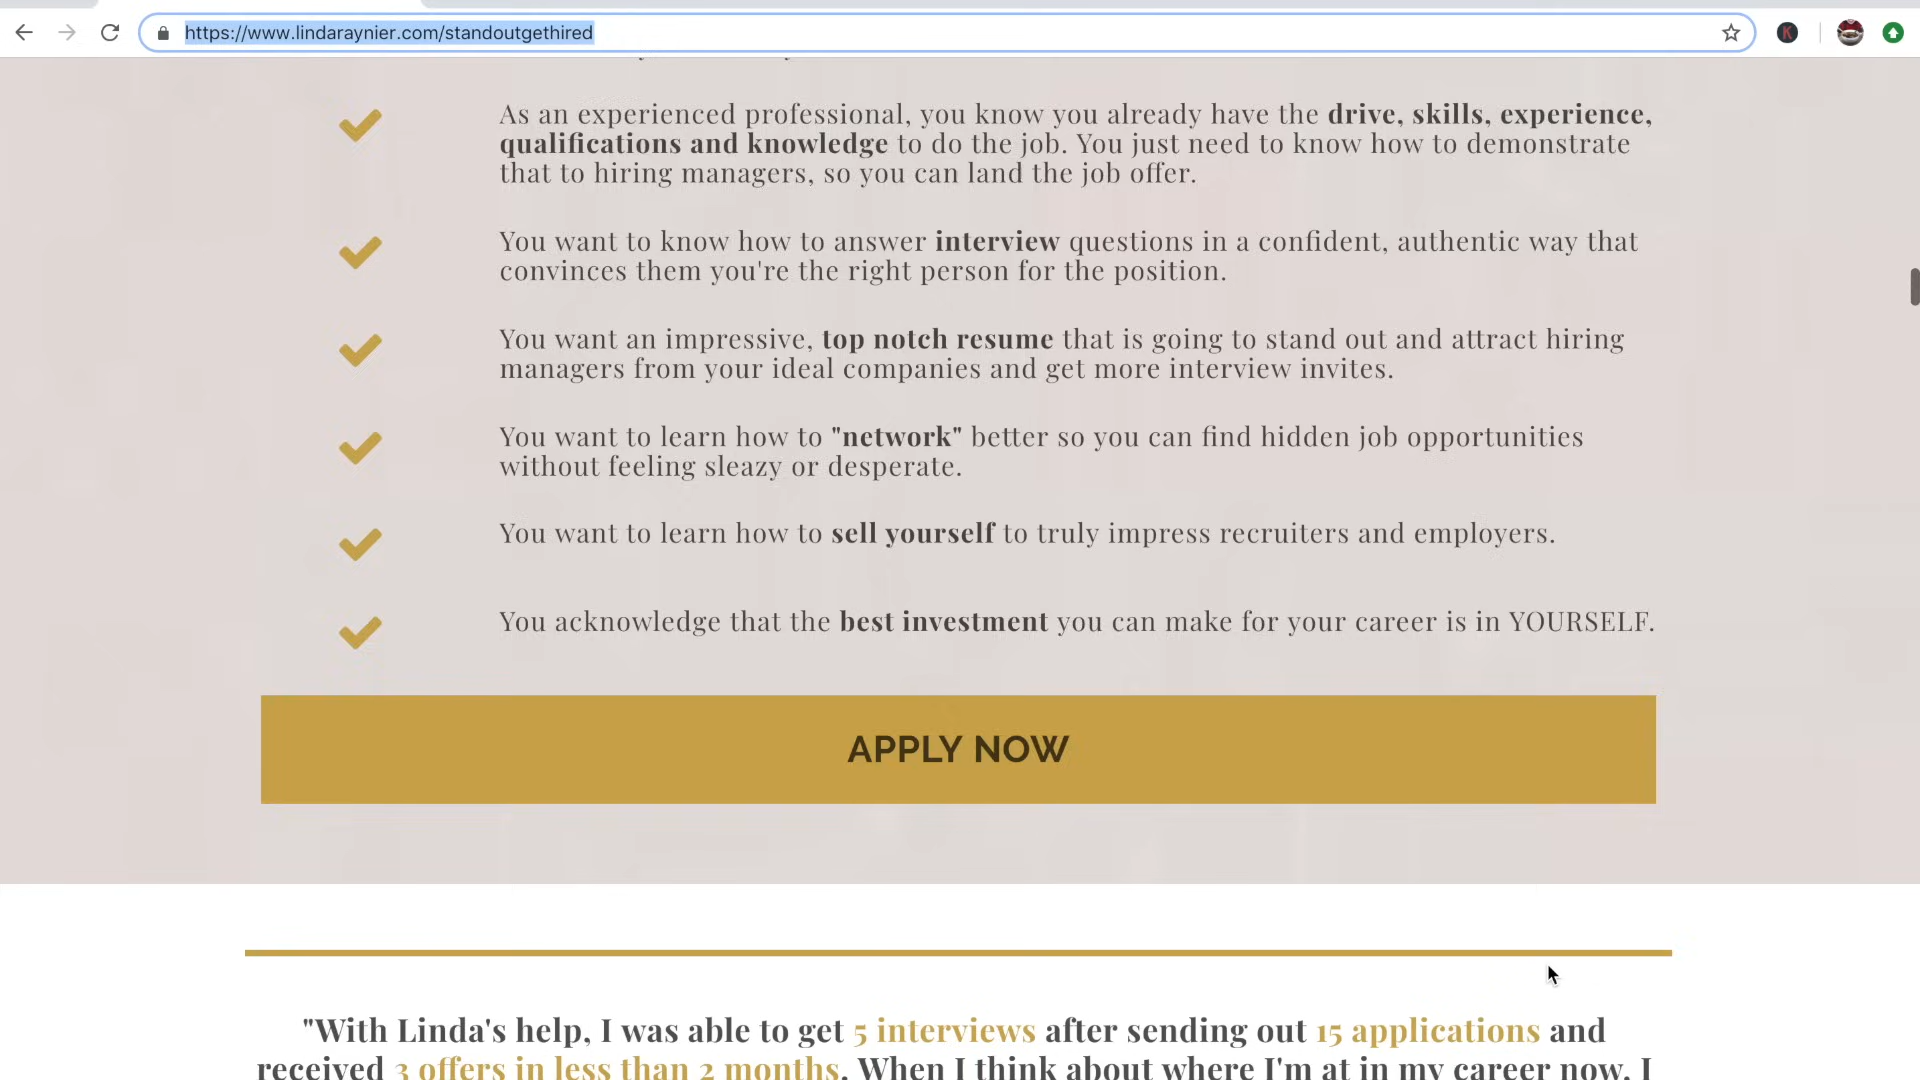 https://www.lindaraynier.com/standoutgethired
As an experienced professional, you know you already have the drive, skills, experience,
qualifications and knowledge to do the job. You just need to know how to demonstrate
that to hiring managers, so you can land the job offer.
You want to know how to answer interview questions in a confident, authentic way that
convinces them you're the right person for the position.
You want an impressive, top notch resume that is going to stand out and attract hiring
managers from your ideal companies and get more interview invites.
You want to learn how to "network" better so you can find hidden job opportunities
without feeling sleazy or desperate.
You want to learn how to sell yourself to truly impress recruiters and employers.
You acknowledge that the best investment you can make for your career is in YOURSELF.
APPLY NOW
"With Linda's help, I was able to get 5 interviews after sending out 15 applications and
received 3 offers in less than 2 months. When I think about where I'm at in my career now, I